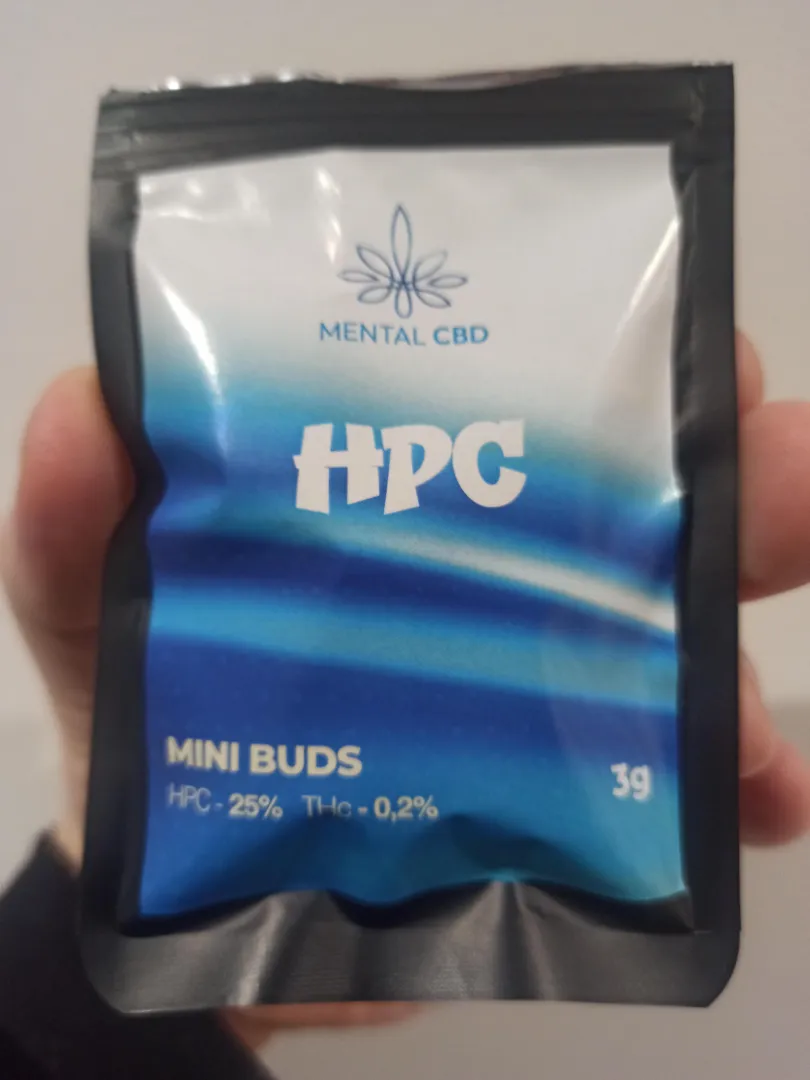 MENTAL CBD
HPC
MINI BUDS
3g
HPC - 25% THc - 0,2%